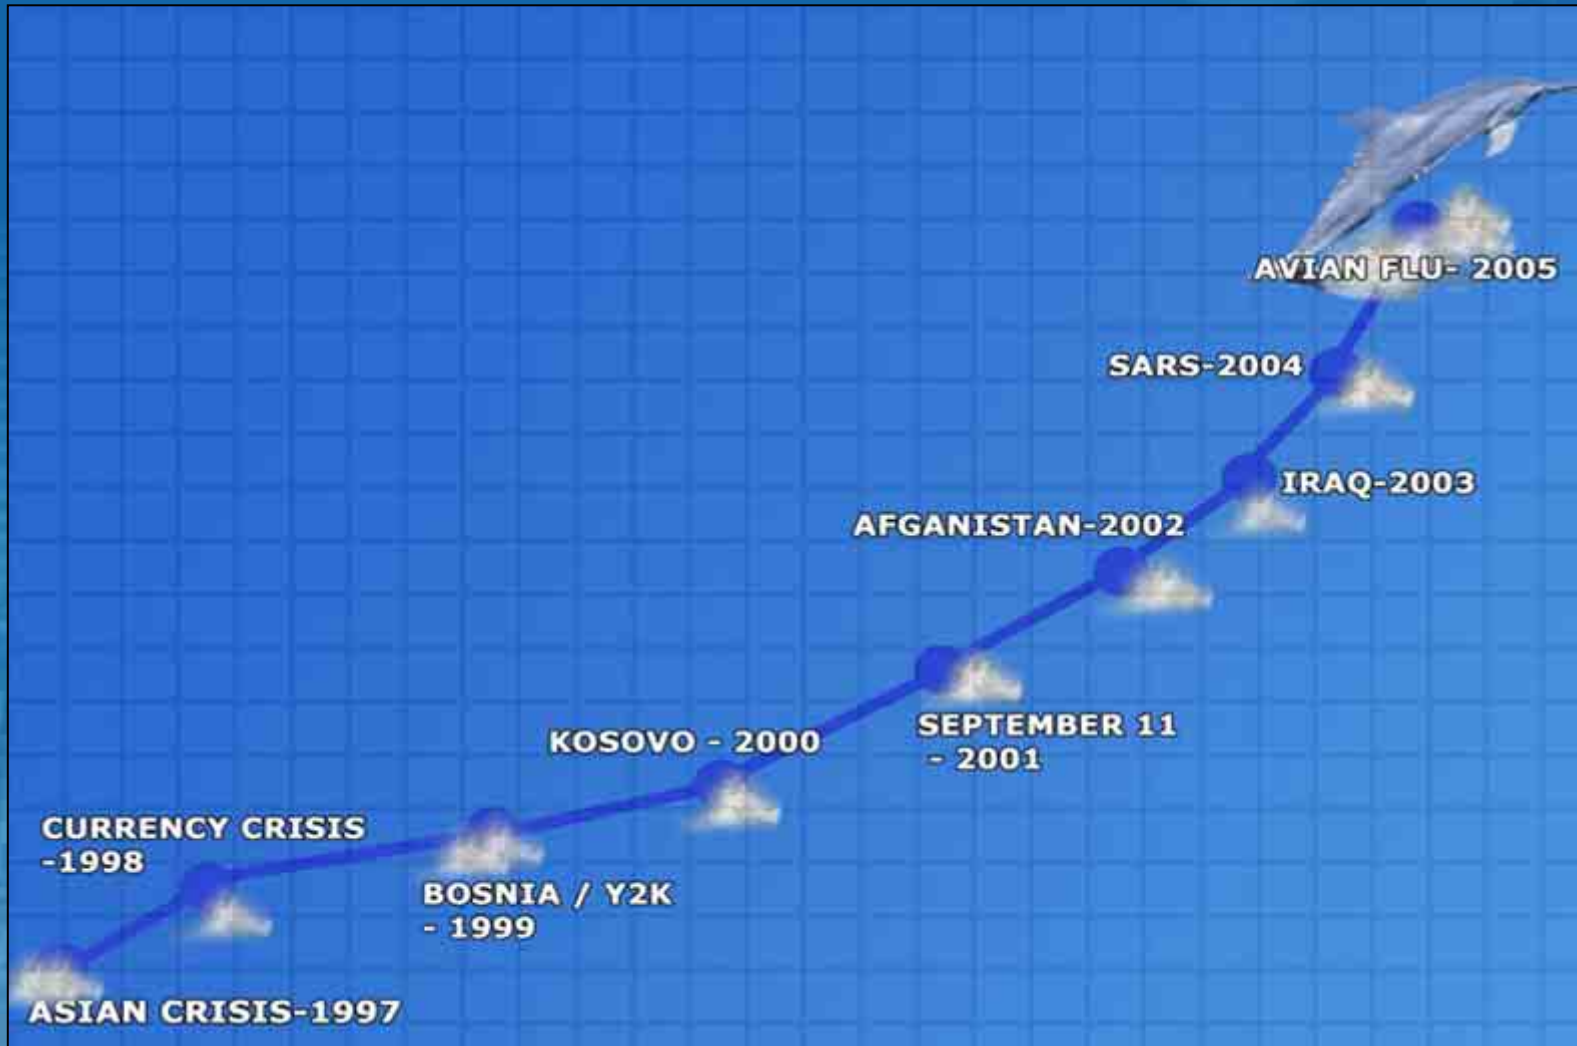 AVIAN FLU- 2005
SARS-2004
IRAQ-2003
AFGANISTAN-2002
SEPTEMBER 11
- 2001
KOSOVO - 2000
CURRENCY CRISIS
-1998
BOSNIA / Y2K
- 1999
ASIAN CRISIS-1997